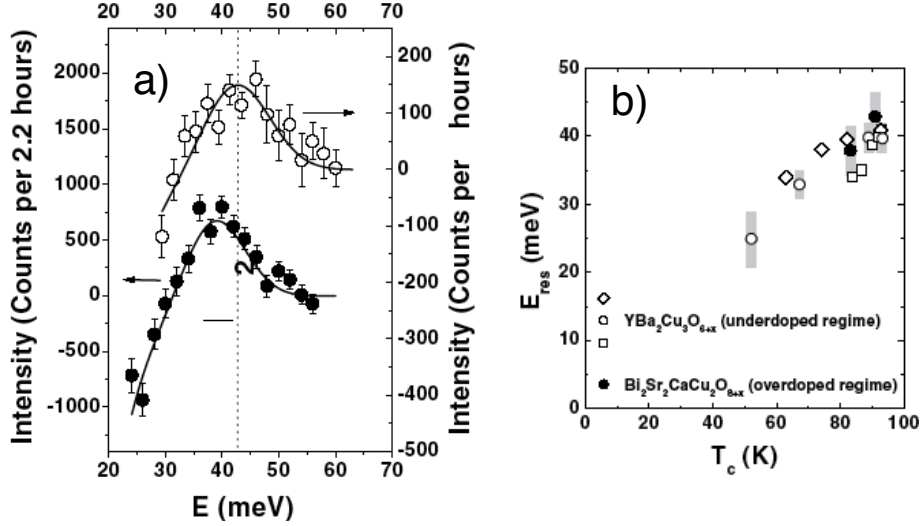 20 30 40 50 60 70
a)
2000
1500
1000
500
0
-500
-1000
Intensity (Counts per 2.2 hours)
200
100
0
-100
-200
-300
-400
-500
Intensity (Counts per hours)
2
20 30 40 50 60 70
E (meV)
b)
50
40
30
20
10
0
E_res (meV)
YBa₂Cu₃O₆₊ₓ (underdoped regime)
Bi₂Sr₂CaCu₂O₈₊ₓ (overdoped regime)
0 20 40 60 80 100
T_c (K)